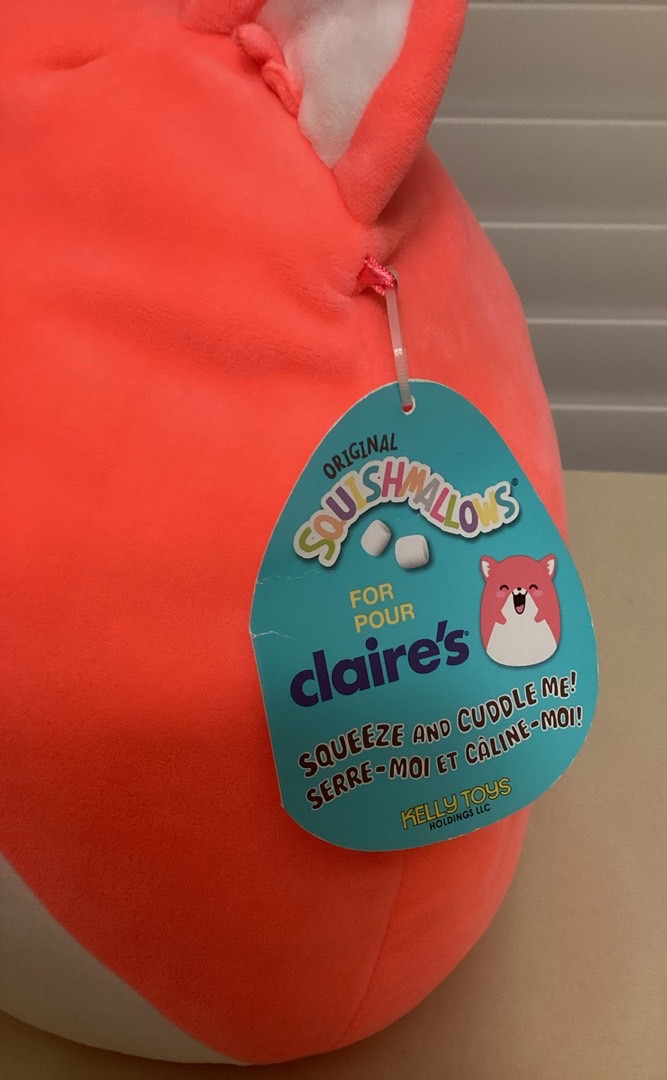 ORIGINAL
SQUISHMALLOWS®
FOR
POUR
claire's®
SQUEEZE AND CUDDLE ME!
SERRE-MOI ET CÂLINE-MOI!
KELLY TOYS
HOLDINGS LLC